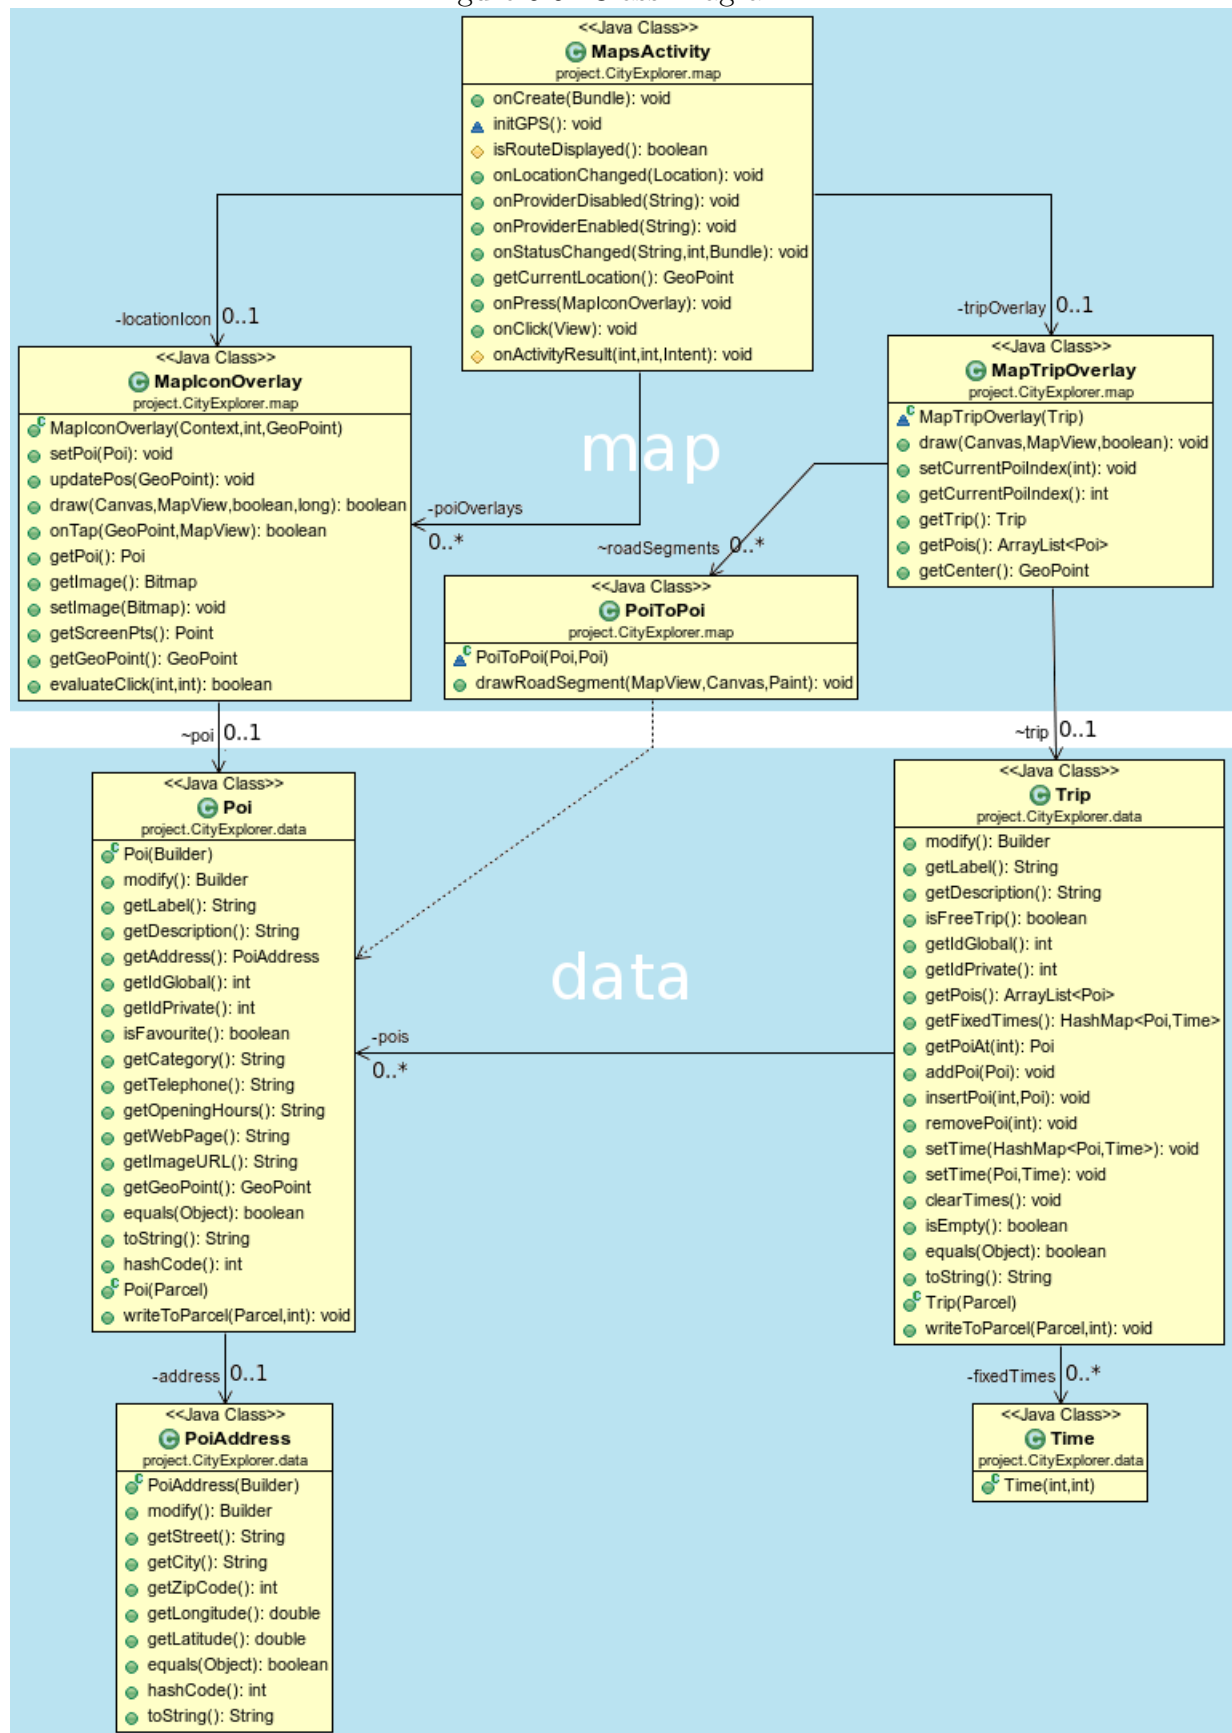 <<Java Class>>
MapsActivity
project.CityExplorer.map
onCreate(Bundle): void
initGPS(): void
isRouteDisplayed(): boolean
onLocationChanged(Location): void
onProviderDisabled(String): void
onProviderEnabled(String): void
onStatusChanged(String,int,Bundle): void
getCurrentLocation(): GeoPoint
onPress(MapIconOverlay): void
onClick(View): void
onActivityResult(int,int,Intent): void
-locationIcon 0..1
-tripOverlay 0..1
<<Java Class>>
MapIconOverlay
project.CityExplorer.map
MapIconOverlay(Context,int,GeoPoint)
setPoi(Poi): void
updatePos(GeoPoint): void
draw(Canvas,MapView,boolean,long): boolean
onTap(GeoPoint,MapView): boolean
getPoi(): Poi
getImage(): Bitmap
setImage(Bitmap): void
getScreenPts(): Point
getGeoPoint(): GeoPoint
evaluateClick(int,int): boolean
map
-poiOverlays
0..*
<<Java Class>>
MapTripOverlay
project.CityExplorer.map
MapTripOverlay(Trip)
draw(Canvas,MapView,boolean): void
setCurrentPoiIndex(int): void
getCurrentPoiIndex(): int
getTrip(): Trip
getPois(): ArrayList<Poi>
getCenter(): GeoPoint
~roadSegments 0..*
<<Java Class>>
PoiToPoi
project.CityExplorer.map
PoiToPoi(Poi,Poi)
drawRoadSegment(MapView,Canvas,Paint): void
~poi 0..1
~trip 0..1
<<Java Class>>
Poi
project.CityExplorer.data
Poi(Builder)
modify(): Builder
getLabel(): String
getDescription(): String
getAddress(): PoiAddress
getIdGlobal(): int
getIdPrivate(): int
isFavourite(): boolean
getCategory(): String
getTelephone(): String
getOpeningHours(): String
getWebPage(): String
getImageURL(): String
getGeoPoint(): GeoPoint
equals(Object): boolean
toString(): String
hashCode(): int
Poi(Parcel)
writeToParcel(Parcel,int): void
data
-pois
0..*
<<Java Class>>
Trip
project.CityExplorer.data
modify(): Builder
getLabel(): String
getDescription(): String
isFreeTrip(): boolean
getIdGlobal(): int
getIdPrivate(): int
getPois(): ArrayList<Poi>
getFixedTimes(): HashMap<Poi,Time>
getPoiAt(int): Poi
addPoi(Poi): void
insertPoi(int,Poi): void
removePoi(int): void
setTime(HashMap<Poi,Time>): void
setTime(Poi,Time): void
clearTimes(): void
isEmpty(): boolean
equals(Object): boolean
toString(): String
Trip(Parcel)
writeToParcel(Parcel,int): void
-address 0..1
-fixedTimes 0..*
<<Java Class>>
PoiAddress
project.CityExplorer.data
PoiAddress(Builder)
modify(): Builder
getStreet(): String
getCity(): String
getZipCode(): int
getLongitude(): double
getLatitude(): double
equals(Object): boolean
hashCode(): int
toString(): String
<<Java Class>>
Time
project.CityExplorer.data
Time(int,int)